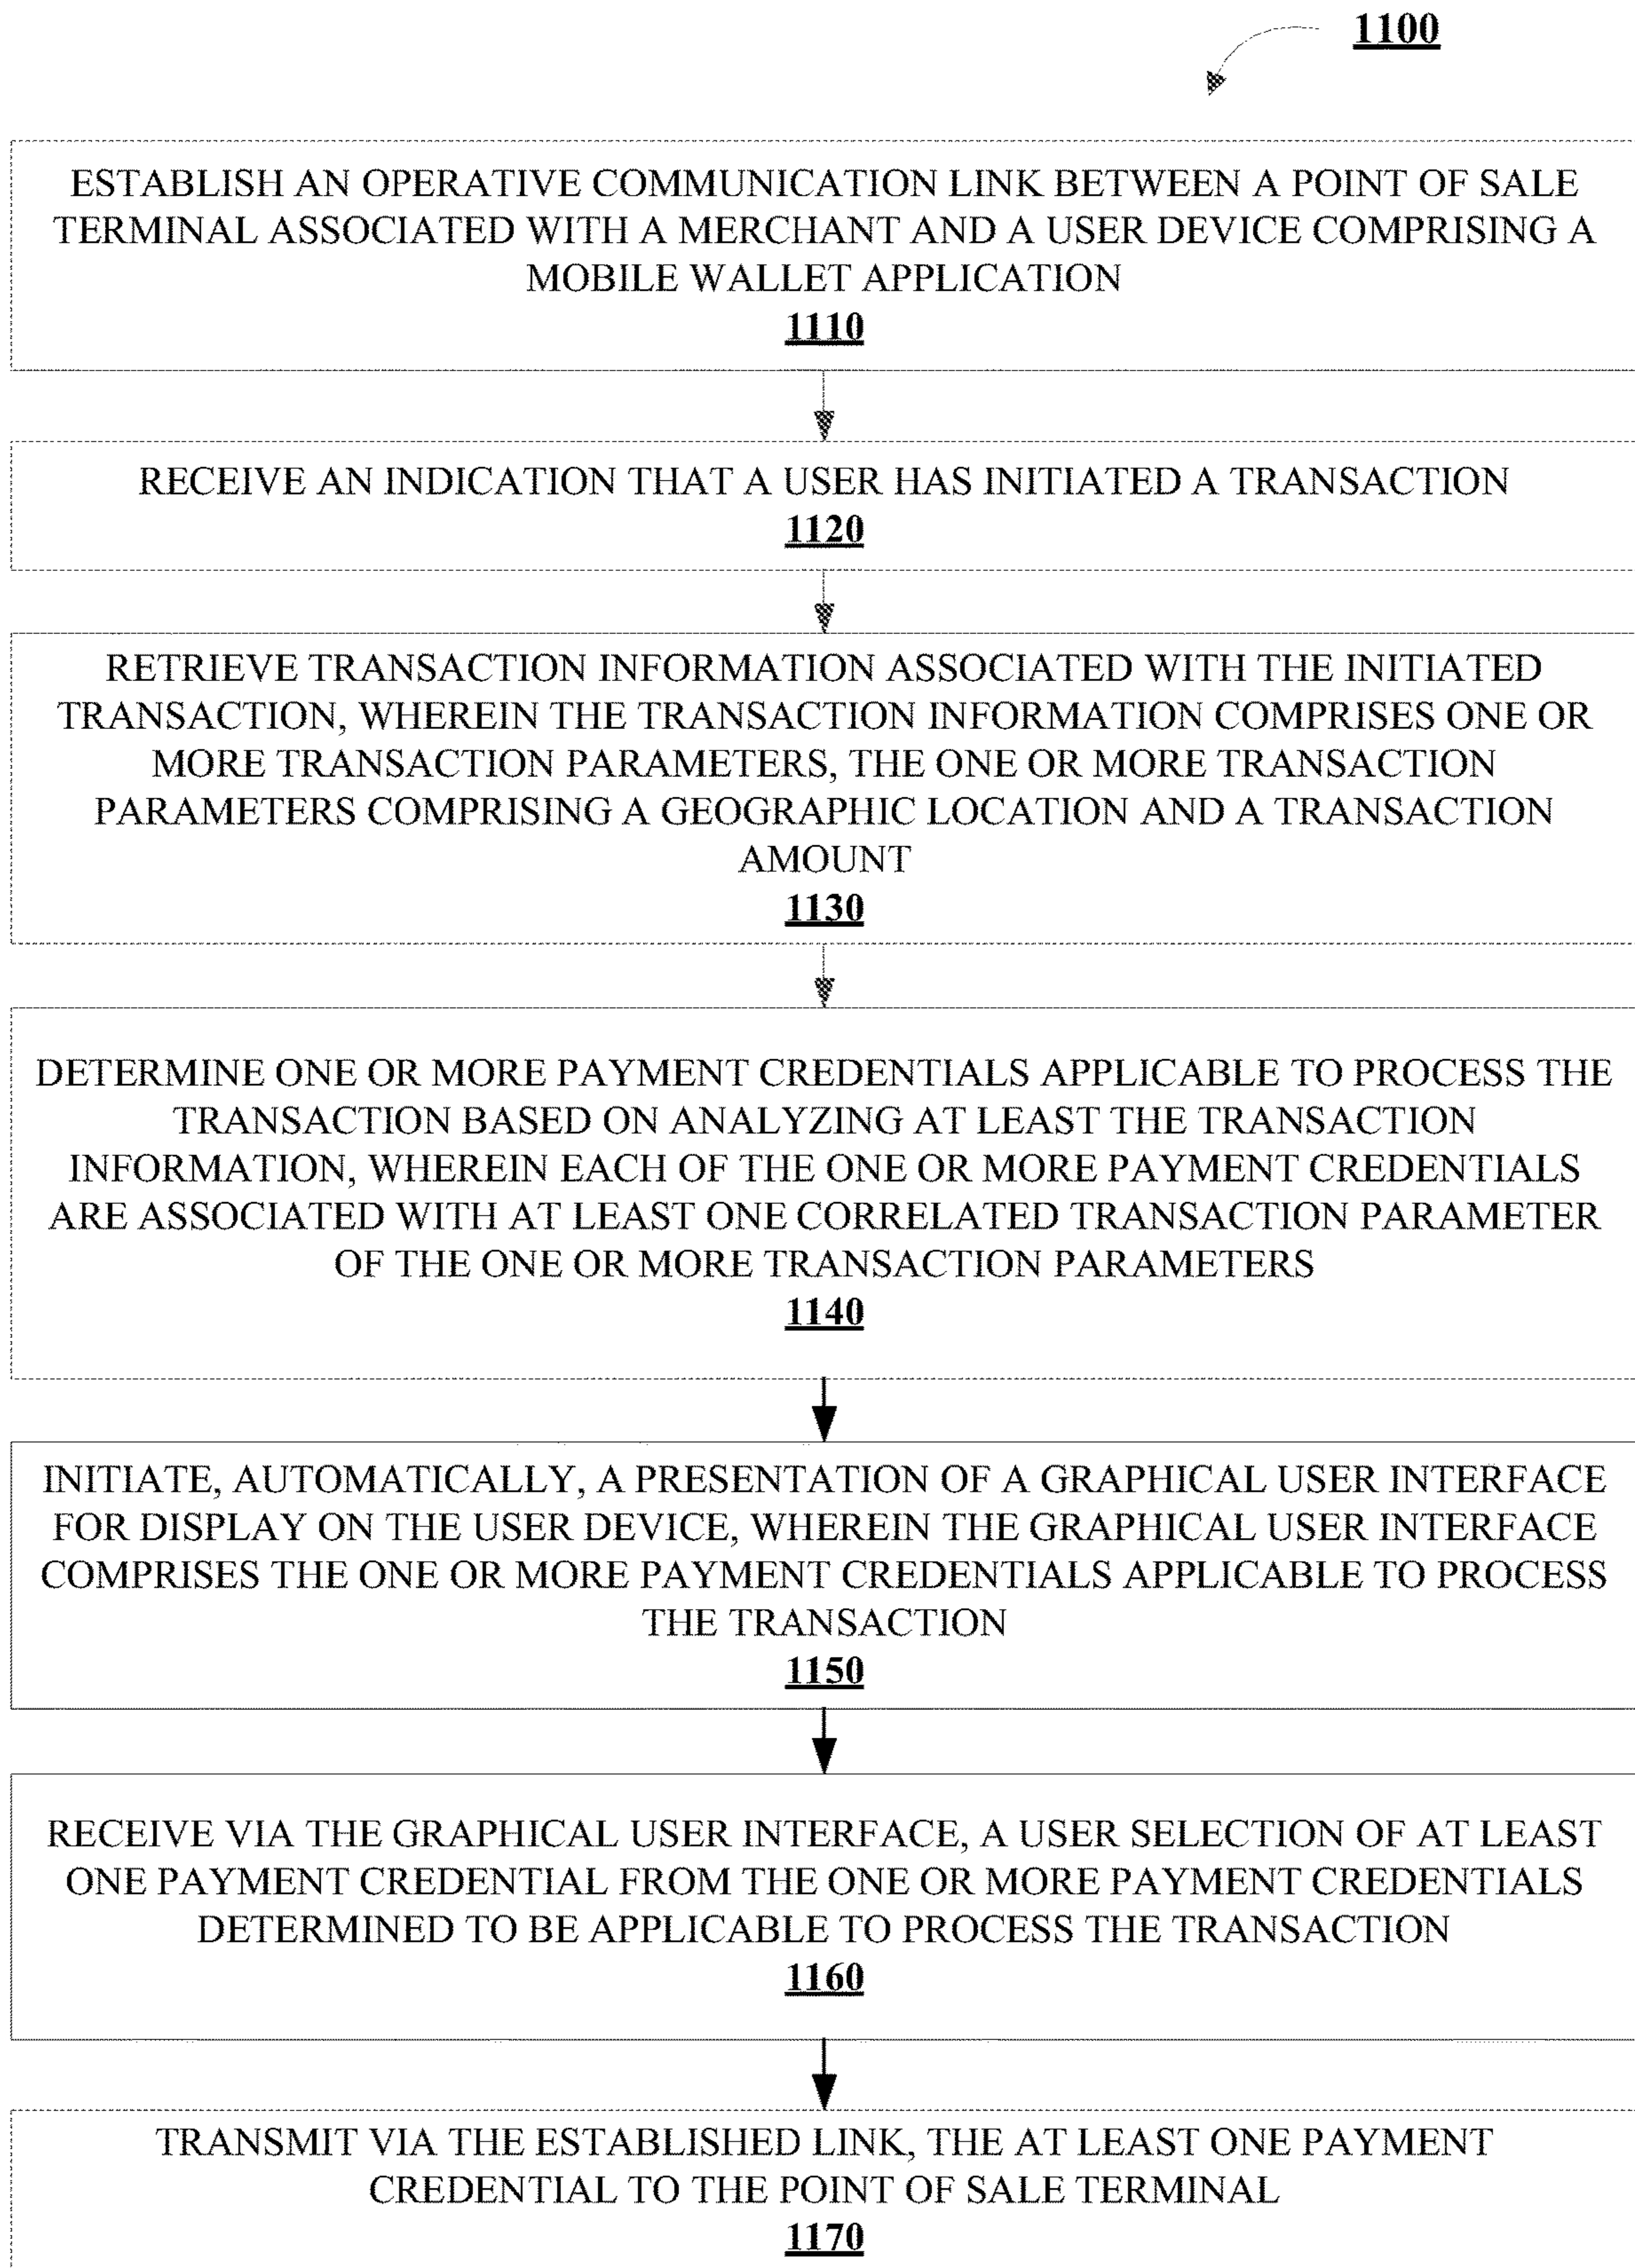 1100
ESTABLISH AN OPERATIVE COMMUNICATION LINK BETWEEN A POINT OF SALE
TERMINAL ASSOCIATED WITH A MERCHANT AND A USER DEVICE COMPRISING A
MOBILE WALLET APPLICATION
1110
RECEIVE AN INDICATION THAT A USER HAS INITIATED A TRANSACTION
1120
RETRIEVE TRANSACTION INFORMATION ASSOCIATED WITH THE INITIATED
TRANSACTION, WHEREIN THE TRANSACTION INFORMATION COMPRISES ONE OR
MORE TRANSACTION PARAMETERS, THE ONE OR MORE TRANSACTION
PARAMETERS COMPRISING A GEOGRAPHIC LOCATION AND A TRANSACTION
AMOUNT
1130
DETERMINE ONE OR MORE PAYMENT CREDENTIALS APPLICABLE TO PROCESS THE
TRANSACTION BASED ON ANALYZING AT LEAST THE TRANSACTION
INFORMATION, WHEREIN EACH OF THE ONE OR MORE PAYMENT CREDENTIALS
ARE ASSOCIATED WITH AT LEAST ONE CORRELATED TRANSACTION PARAMETER
OF THE ONE OR MORE TRANSACTION PARAMETERS
1140
INITIATE, AUTOMATICALLY, A PRESENTATION OF A GRAPHICAL USER INTERFACE
FOR DISPLAY ON THE USER DEVICE, WHEREIN THE GRAPHICAL USER INTERFACE
COMPRISES THE ONE OR MORE PAYMENT CREDENTIALS APPLICABLE TO PROCESS
THE TRANSACTION
1150
RECEIVE VIA THE GRAPHICAL USER INTERFACE, A USER SELECTION OF AT LEAST
ONE PAYMENT CREDENTIAL FROM THE ONE OR MORE PAYMENT CREDENTIALS
DETERMINED TO BE APPLICABLE TO PROCESS THE TRANSACTION
1160
TRANSMIT VIA THE ESTABLISHED LINK, THE AT LEAST ONE PAYMENT
CREDENTIAL TO THE POINT OF SALE TERMINAL
1170